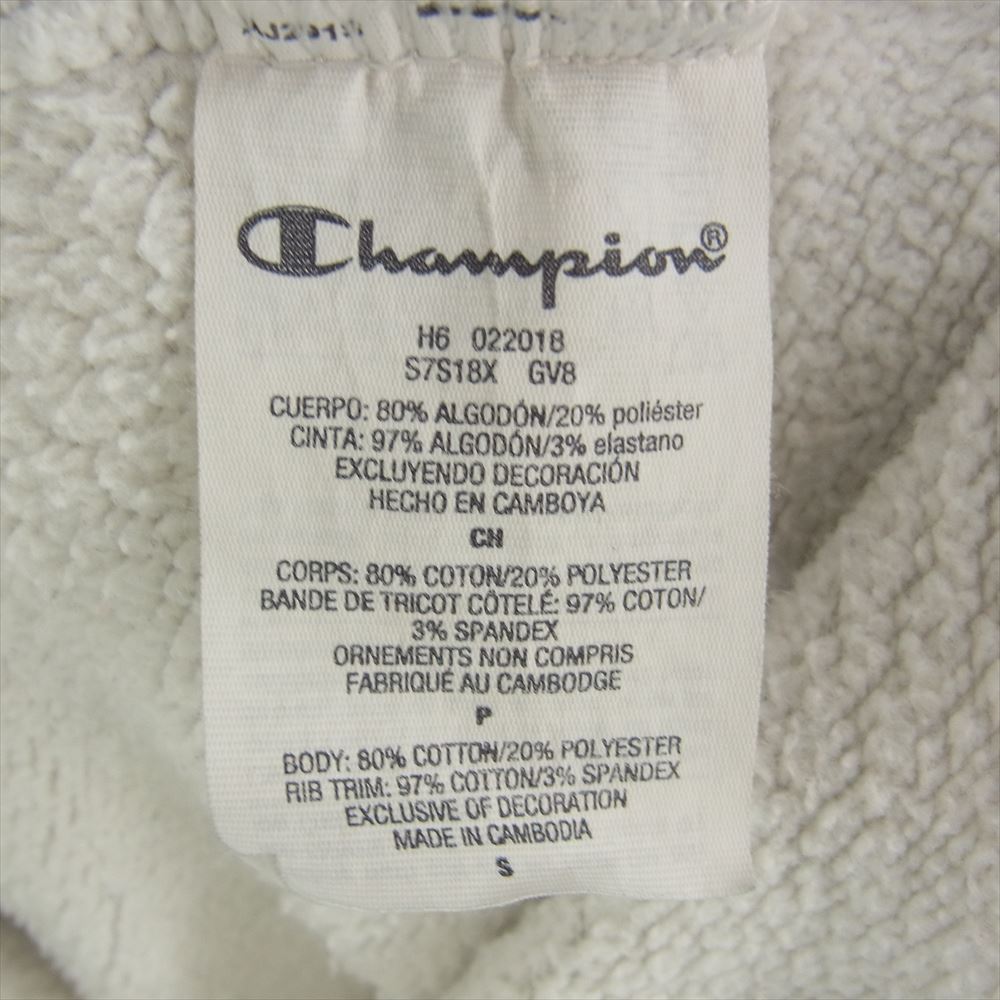 Champion®
H6 022018
S7S18X GV8
CUERPO: 80% ALGODÓN/20% poliéster
CINTA: 97% ALGODÓN/3% elastano
EXCLUYENDO DECORACIÓN
HECHO EN CAMBOYA
CH
CORPS: 80% COTON/20% POLYESTER
BANDE DE TRICOT CÔTELÉ: 97% COTON/
3% SPANDEX
ORNEMENTS NON COMPRIS
FABRIQUÉ AU CAMBODGE
P
BODY: 80% COTTON/20% POLYESTER
RIB TRIM: 97% COTTON/3% SPANDEX
EXCLUSIVE OF DECORATION
MADE IN CAMBODIA
S